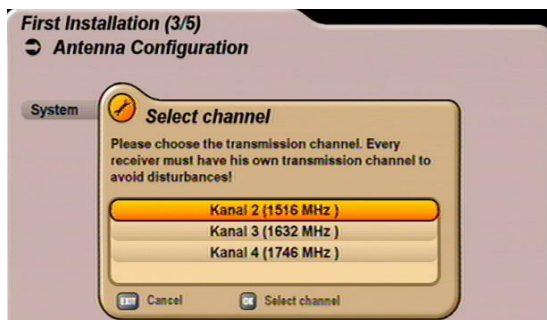 First Installation (3/5)
Antenna Configuration
System
Select channel
Please choose the transmission channel. Every
receiver must have his own transmission channel to
avoid disturbances!
Kanal 2 (1516 MHz )
Kanal 3 (1632 MHz )
Kanal 4 (1746 MHz )
EXIT Cancel
OK Select channel